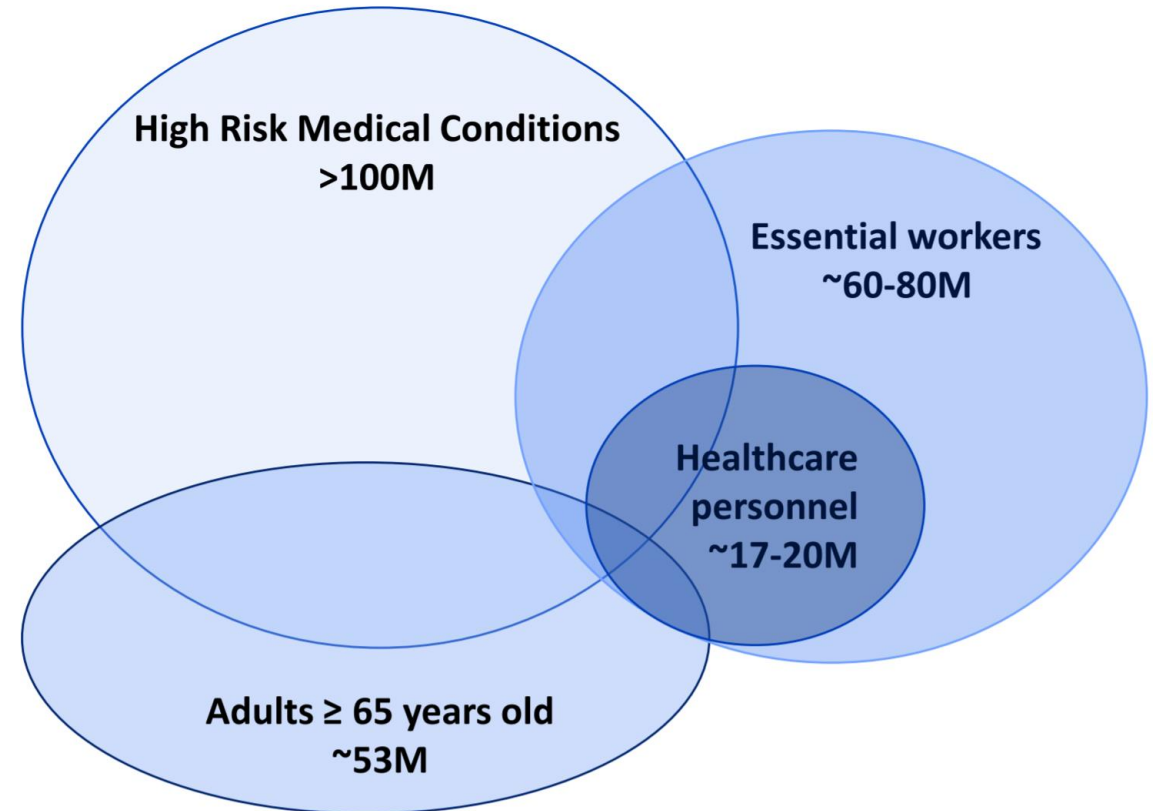 High Risk Medical Conditions
>100M
Essential workers
~60-80M
Healthcare
personnel
~17-20M
Adults ≥ 65 years old
~53M